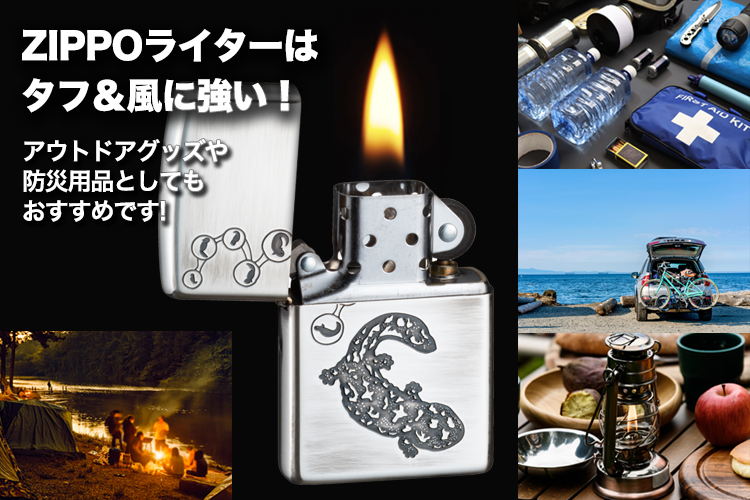 ZIPPOライターは
タフ&風に強い！
アウトドアグッズや
防災用品としても
おすすめです!
FIRST AID KIT